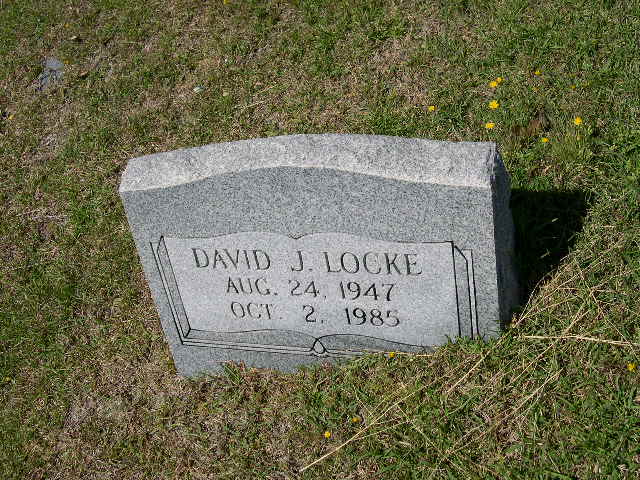 DAVID J. LOCKE
AUG. 24, 1947
OCT. 2, 1985